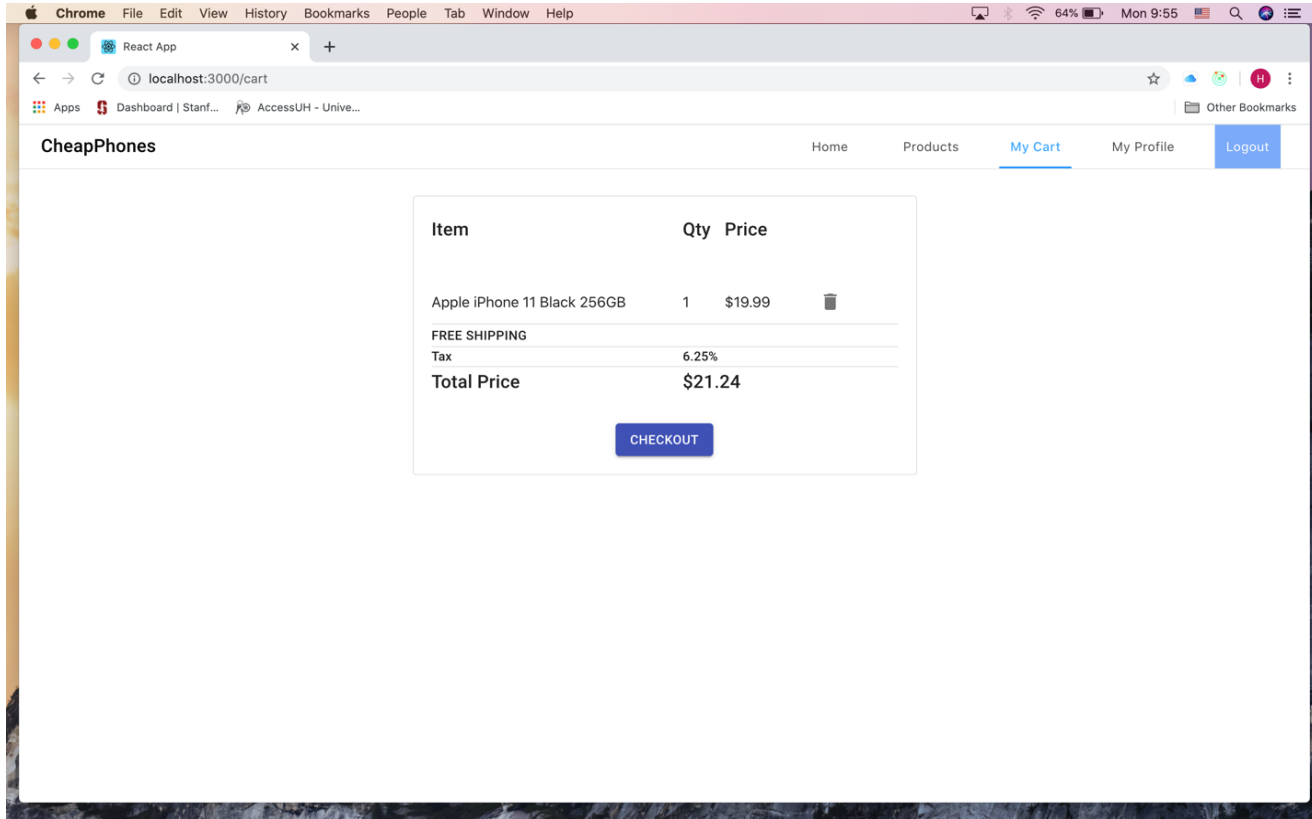 Chrome File Edit View History Bookmarks People Tab Window Help 64% Mon 9:55
React App
localhost:3000/cart H
Apps Dashboard | Stanf... AccessUH - Unive... Other Bookmarks
CheapPhones Home Products My Cart My Profile Logout
Item Qty Price
Apple iPhone 11 Black 256GB 1 $19.99
FREE SHIPPING
Tax 6.25%
Total Price $21.24
CHECKOUT